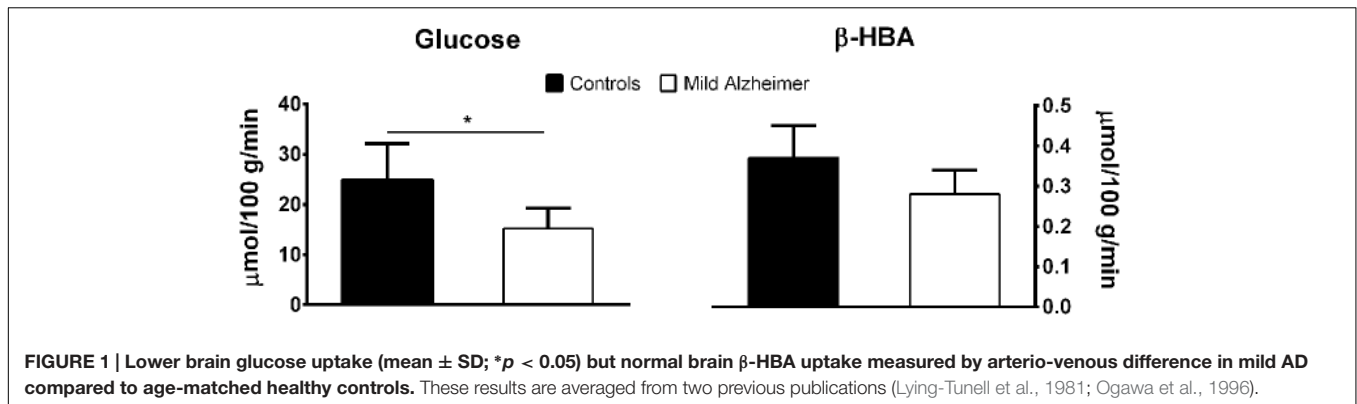 Glucose
β-HBA
Controls Mild Alzheimer
μmol/100 g/min
40
30
20
10
0
*
0.5
0.4
0.3
0.2
0.1
0.0
μmol/100 g/min
FIGURE 1 | Lower brain glucose uptake (mean ± SD; *p < 0.05) but normal brain β-HBA uptake measured by arterio-venous difference in mild AD
compared to age-matched healthy controls. These results are averaged from two previous publications (Lying-Tunell et al., 1981; Ogawa et al., 1996).